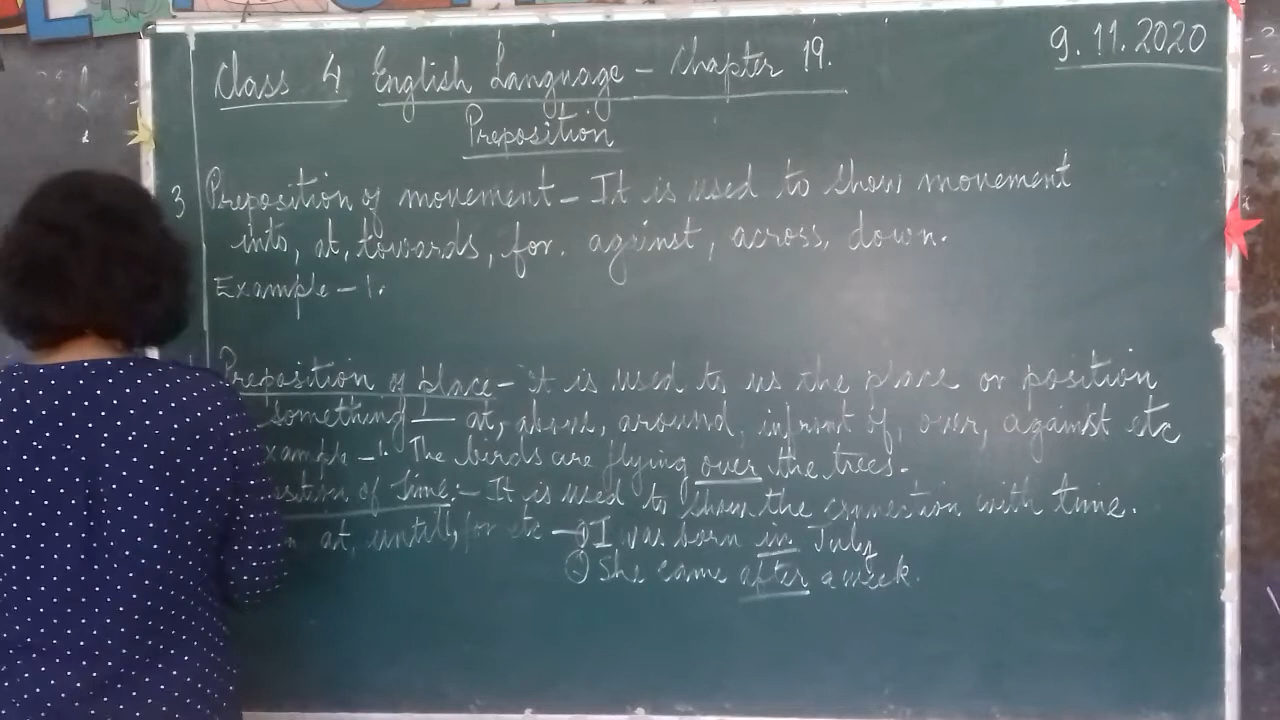 Class 4 English Language - Chapter 19.
9.11.2020
Preposition
3 Preposition of movement - It is used to show movement
into, at, towards, for. against, across, down.
Example - 1.
Preposition of place - It is used to us the place or position
something - at, above, around, infront of, over, against etc
xample - 1. The birds are flying over the trees.
osition of time:- It is used to show the connection with time.
at, until, for etc - ① I was born in July
② She came after a week.